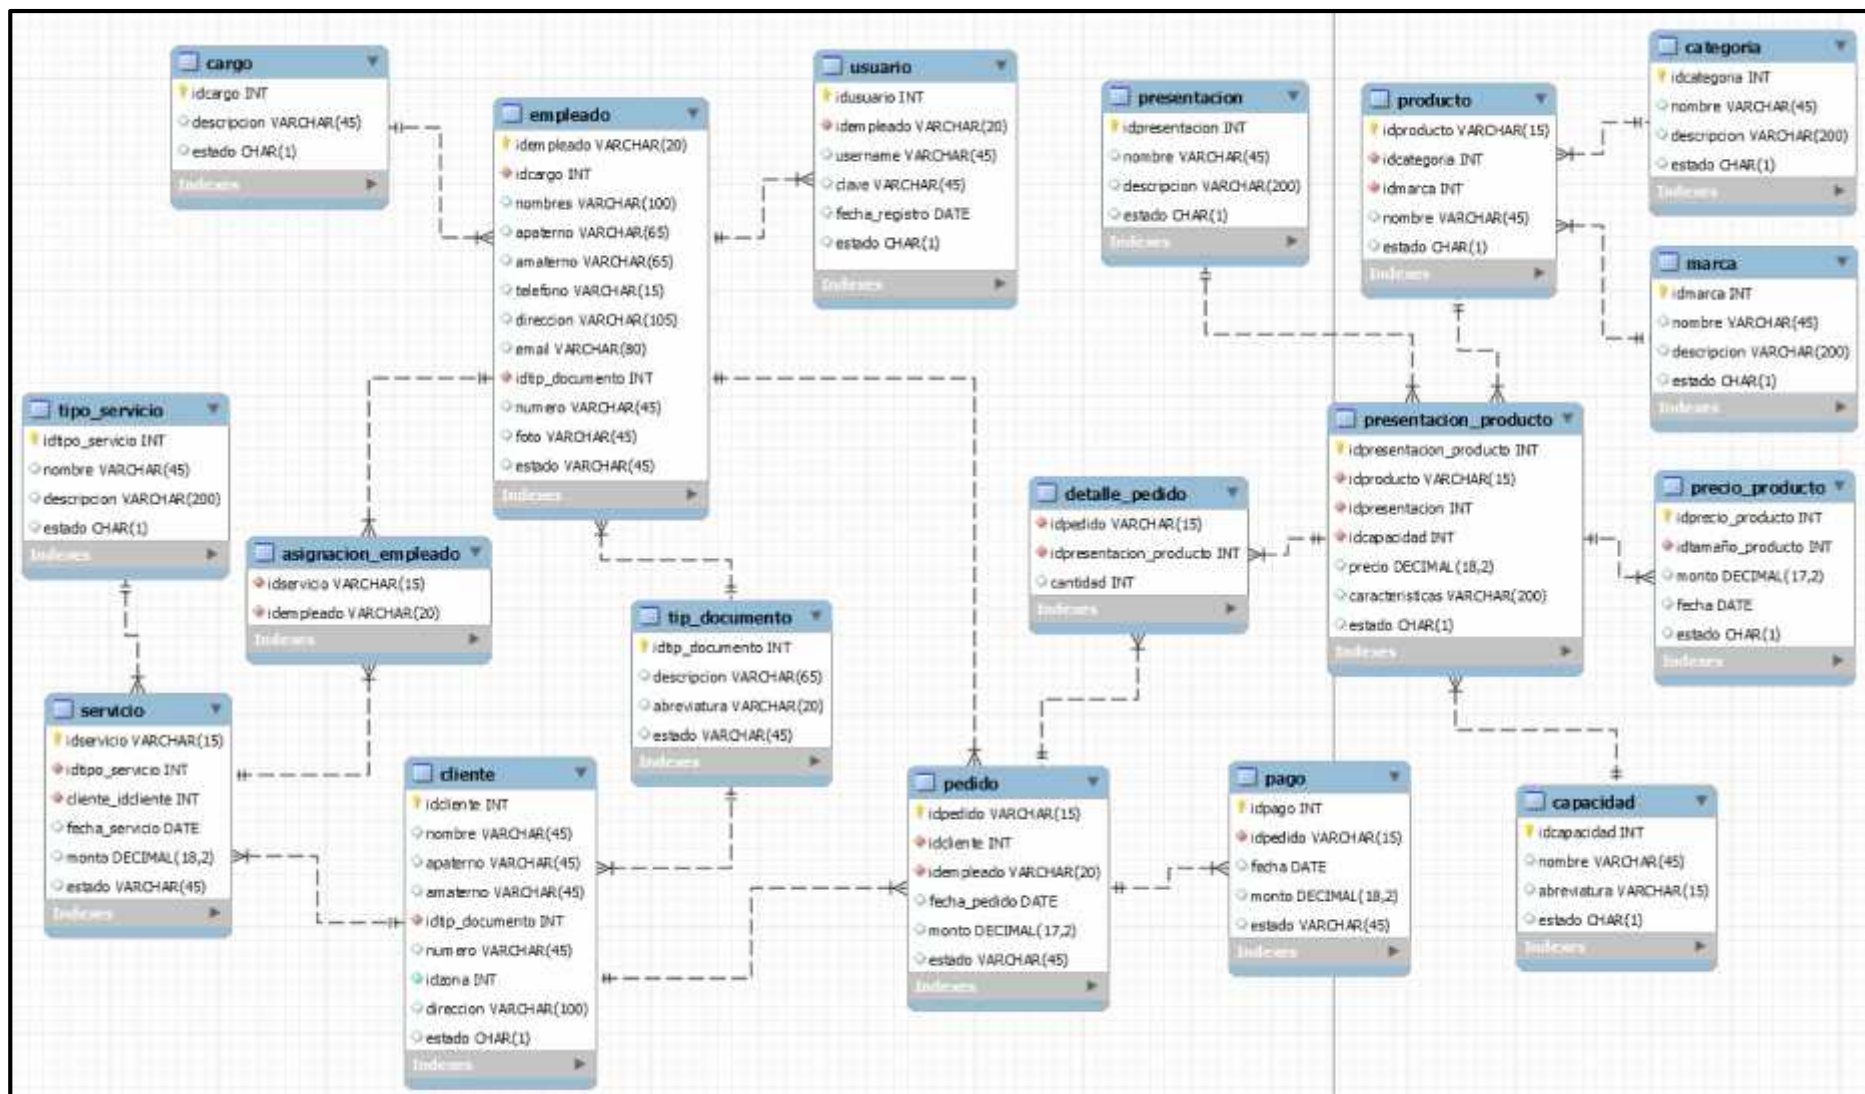 cargo
idcargo INT
descripcion VARCHAR(45)
estado CHAR(1)
Indexes
empleado
idempleado VARCHAR(20)
idcargo INT
nombres VARCHAR(100)
apaterno VARCHAR(65)
amaterno VARCHAR(65)
telefono VARCHAR(15)
direccion VARCHAR(105)
email VARCHAR(80)
idtip_documento INT
numero VARCHAR(45)
foto VARCHAR(45)
estado VARCHAR(45)
Indexes
usuario
idusuario INT
idempleado VARCHAR(20)
username VARCHAR(45)
clave VARCHAR(45)
fecha_registro DATE
estado CHAR(1)
Indexes
presentacion
idpresentacion INT
nombre VARCHAR(45)
descripcion VARCHAR(200)
estado CHAR(1)
Indexes
producto
idproducto VARCHAR(15)
idcategoria INT
idmarca INT
nombre VARCHAR(45)
estado CHAR(1)
Indexes
categoria
idcategoria INT
nombre VARCHAR(45)
descripcion VARCHAR(200)
estado CHAR(1)
Indexes
marca
idmarca INT
nombre VARCHAR(45)
descripcion VARCHAR(200)
estado CHAR(1)
Indexes
tipo_servicio
idtipo_servicio INT
nombre VARCHAR(45)
descripcion VARCHAR(200)
estado CHAR(1)
Indexes
asignacion_empleado
idservicio VARCHAR(15)
idempleado VARCHAR(20)
Indexes
tip_documento
idtip_documento INT
descripcion VARCHAR(65)
abreviatura VARCHAR(20)
estado VARCHAR(45)
Indexes
detalle_pedido
idpedido VARCHAR(15)
idpresentacion_producto INT
cantidad INT
Indexes
presentacion_producto
idpresentacion_producto INT
idproducto VARCHAR(15)
idpresentacion INT
idcapacidad INT
precio DECIMAL(18,2)
caracteristicas VARCHAR(200)
estado CHAR(1)
Indexes
precio_producto
idprecio_producto INT
idtamaño_producto INT
monto DECIMAL(17,2)
fecha DATE
estado CHAR(1)
Indexes
servicio
idservicio VARCHAR(15)
idtipo_servicio INT
cliente_idcliente INT
fecha_servicio DATE
monto DECIMAL(18,2)
estado VARCHAR(45)
Indexes
cliente
idcliente INT
nombre VARCHAR(45)
apaterno VARCHAR(45)
amaterno VARCHAR(45)
idtip_documento INT
numero VARCHAR(45)
idzona INT
direccion VARCHAR(100)
estado CHAR(1)
Indexes
pedido
idpedido VARCHAR(15)
idcliente INT
idempleado VARCHAR(20)
fecha_pedido DATE
monto DECIMAL(17,2)
estado VARCHAR(45)
Indexes
pago
idpago INT
idpedido VARCHAR(15)
fecha DATE
monto DECIMAL(18,2)
estado VARCHAR(45)
Indexes
capacidad
idcapacidad INT
nombre VARCHAR(45)
abreviatura VARCHAR(15)
estado CHAR(1)
Indexes